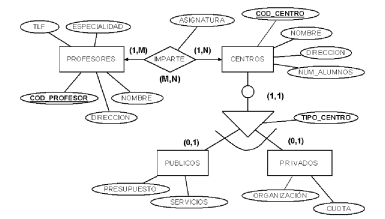 ASIGNATURA
COD_CENTRO
TLF
ESPECIALIDAD
NOMBRE
(1,M)
(1,N)
PROFESORES
IMPARTE
CENTROS
DIRECCION
(M,N)
NUM_ALUMNOS
COD_PROFESOR
NOMBRE
(1,1)
DIRECCION
TIPO_CENTRO
(0,1)
(0,1)
PUBLICOS
PRIVADOS
PRESUPUESTO
ORGANIZACIÓN
SERVICIOS
CUOTA